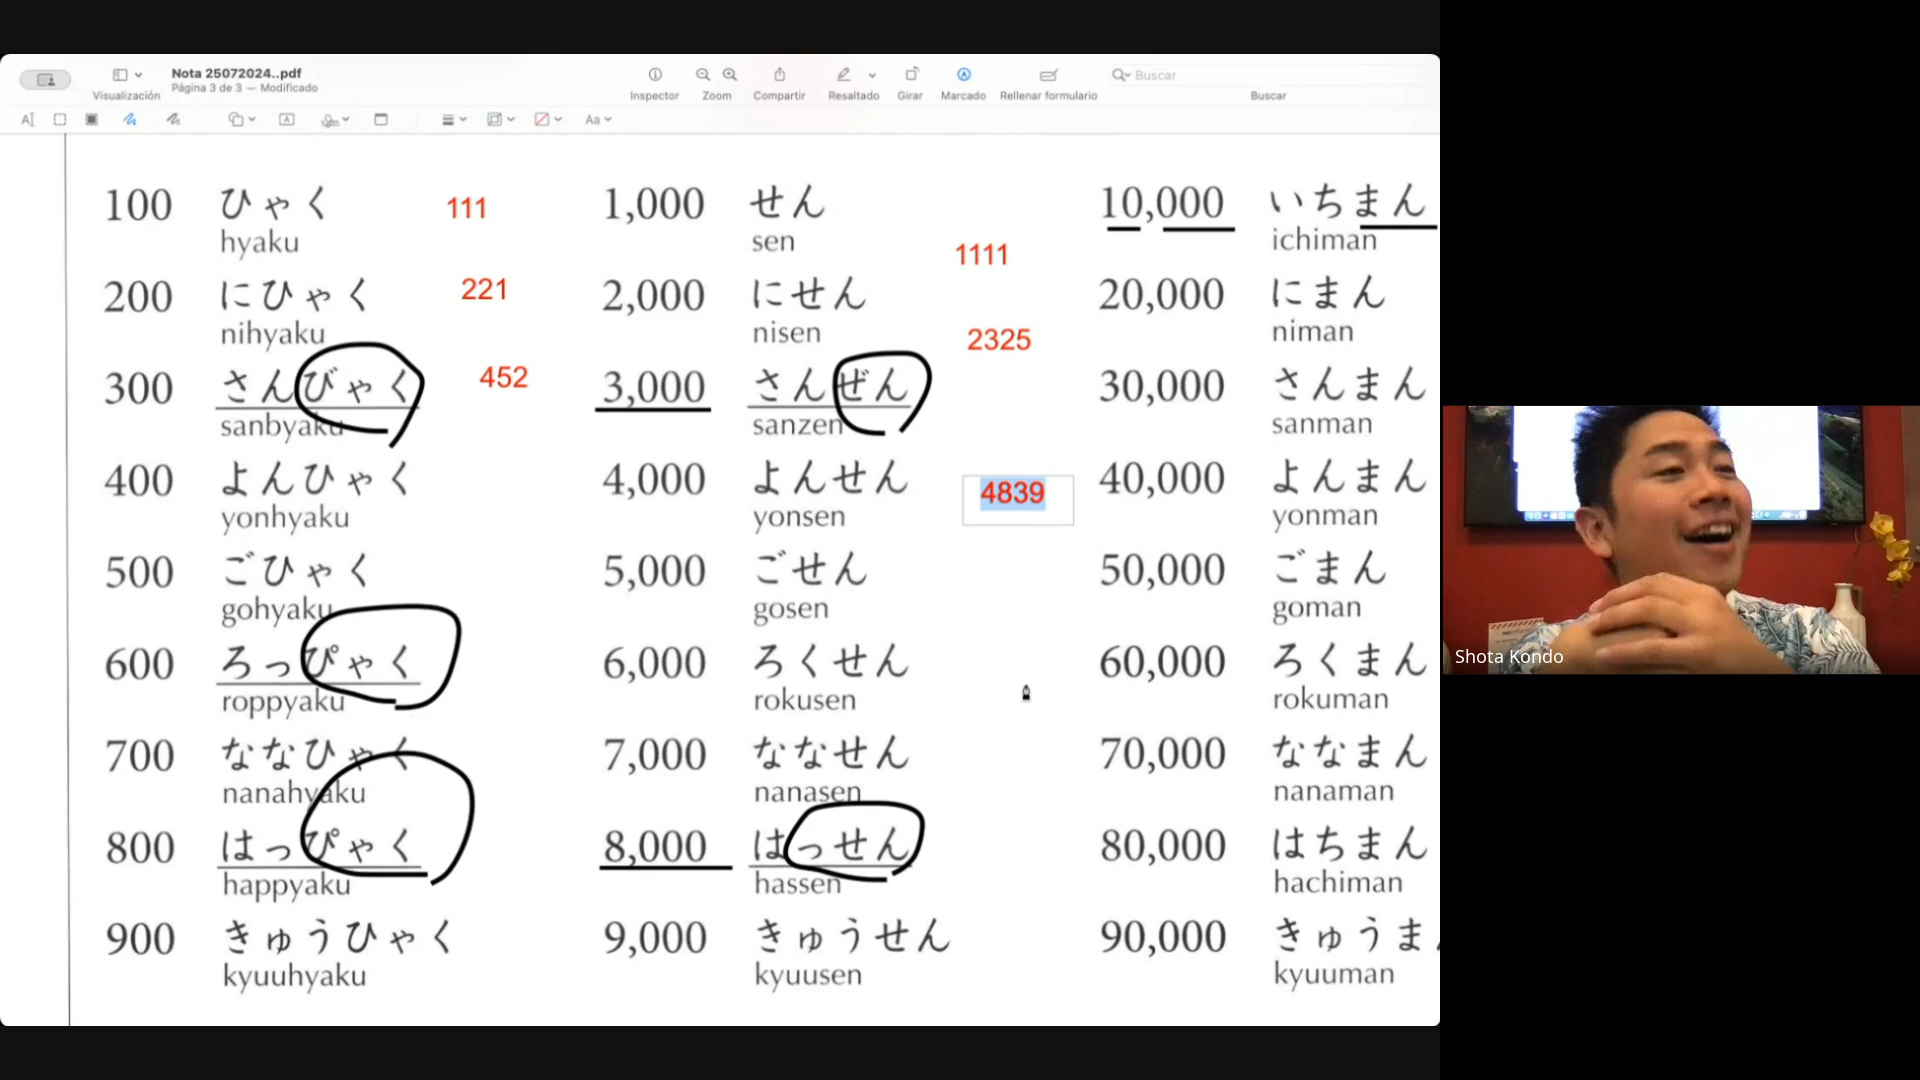 Nota 25072024..pdf
Página 3 de 3 — Modificado
Visualización
Inspector
Zoom
Compartir
Resaltado
Girar
Marcado
Rellenar formulario
Buscar
Buscar
100 ひゃく 111
hyaku
200 にひゃく 221
nihyaku
300 さんびゃく 452
sanbyaku
400 よんひゃく
yonhyaku
500 ごひゃく
gohyaku
600 ろっぴゃく
roppyaku
700 ななひゃく
nanahyaku
800 はっぴゃく
happyaku
900 きゅうひゃく
kyuuhyaku
1,000 せん
sen
1111
2,000 にせん
nisen
2325
3,000 さんぜん
sanzen
4,000 よんせん
yonsen
4839
5,000 ごせん
gosen
6,000 ろくせん
rokusen
7,000 ななせん
nanasen
8,000 はっせん
hassen
9,000 きゅうせん
kyuusen
10,000 いちまん
ichiman
20,000 にまん
niman
30,000 さんまん
sanman
40,000 よんまん
yonman
50,000 ごまん
goman
60,000 ろくまん
rokuman
70,000 ななまん
nanaman
80,000 はちまん
hachiman
90,000 きゅうま
kyuuman
Shota Kondo